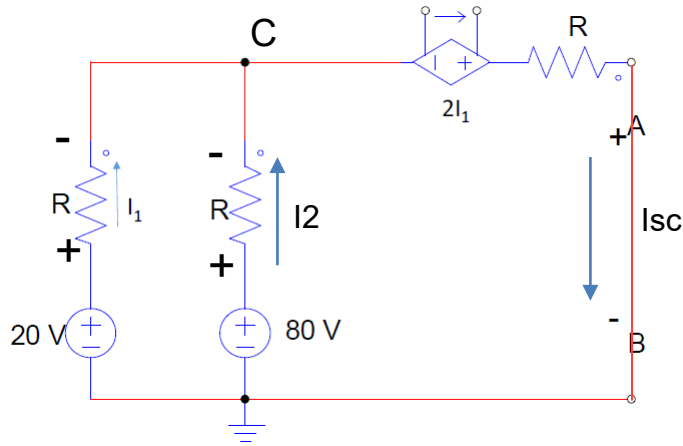 C
R
2I₁
A
+
-
-
R
I₁
R
I2
Isc
+
+
-
B
20 V
+
-
+
-
80 V